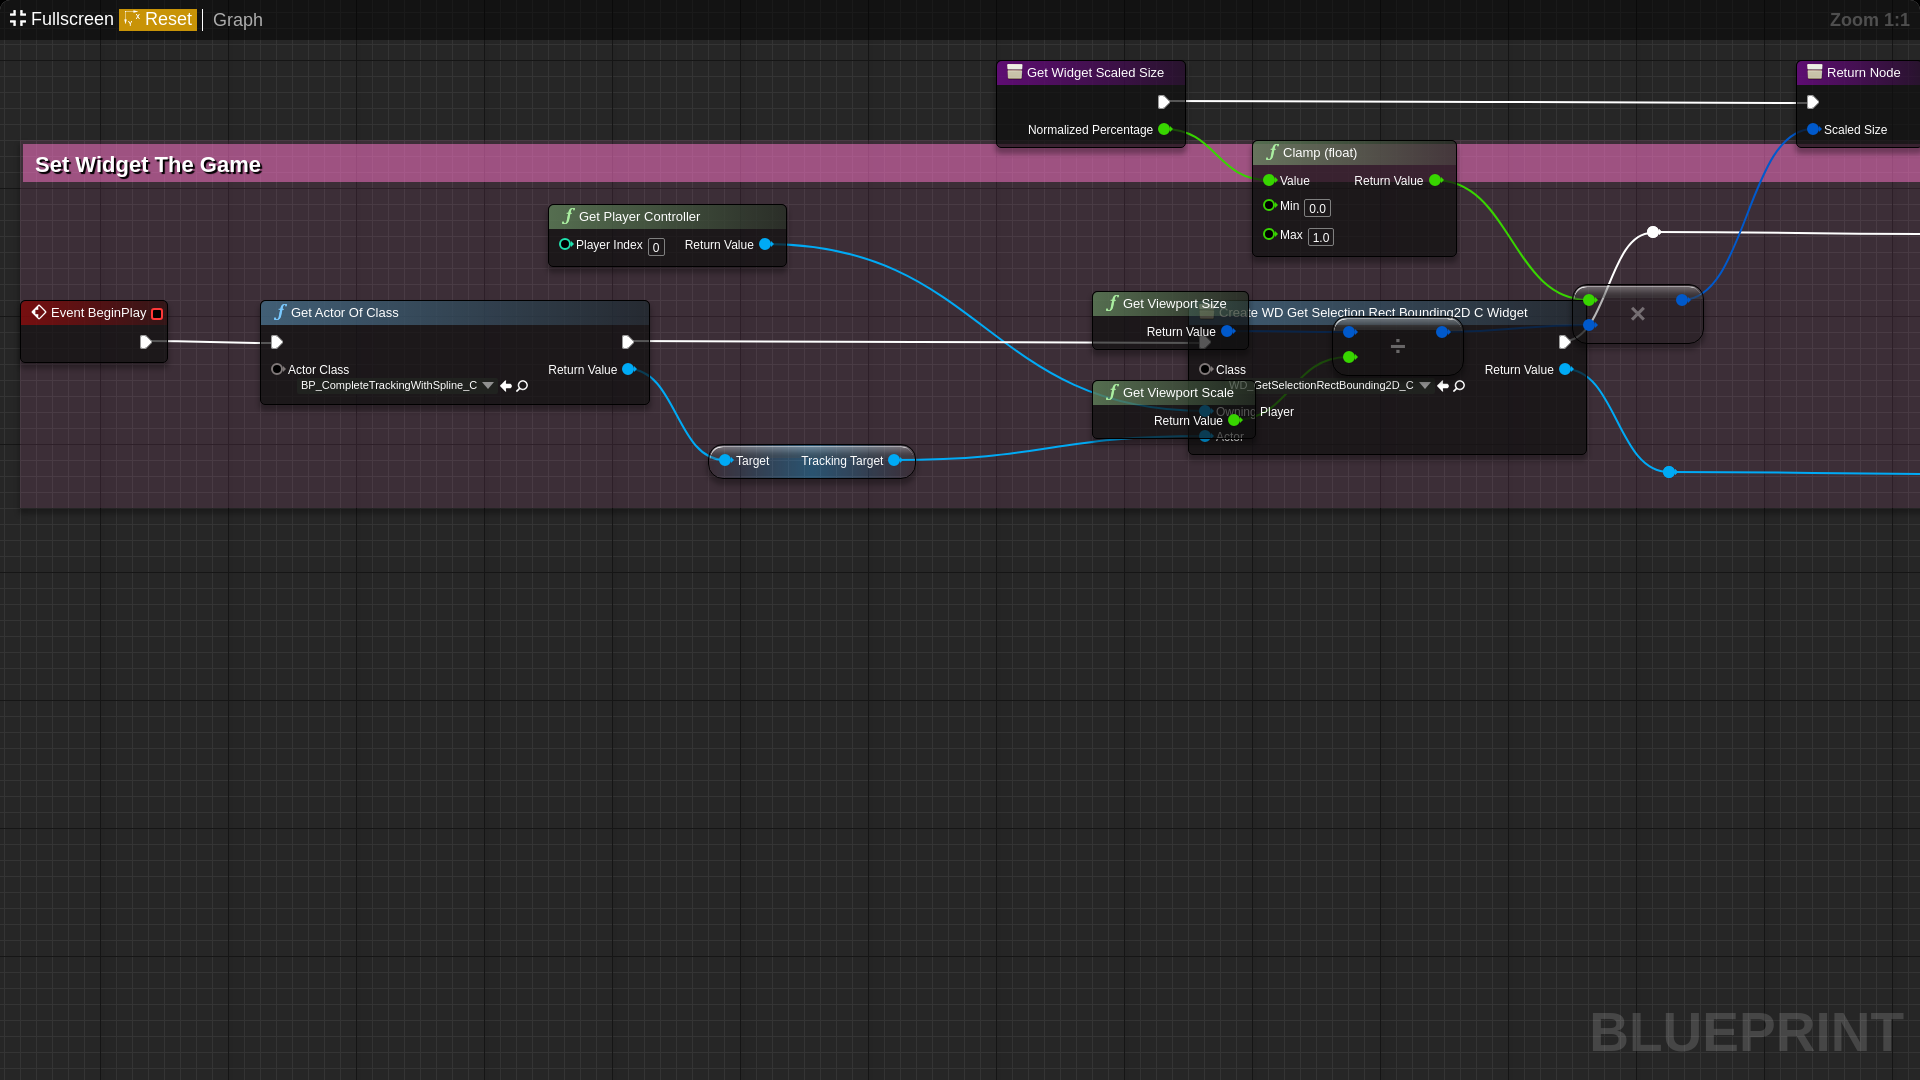 Fullscreen Reset Graph
Zoom 1:1
Get Widget Scaled Size
Normalized Percentage
Return Node
Scaled Size
Set Widget The Game
Clamp (float)
Value Return Value
Min 0.0
Max 1.0
Get Player Controller
Player Index 0 Return Value
Event BeginPlay
Get Actor Of Class
Actor Class Return Value
BP_CompleteTrackingWithSpline_C
Target Tracking Target
Get Viewport Size
Return Value
Create WD Get Selection Rect Bounding2D C Widget
÷
×
Class Return Value
WD_GetSelectionRectBounding2D_C
Get Viewport Scale
Return Value
Owning Player
Actor
BLUEPRINT